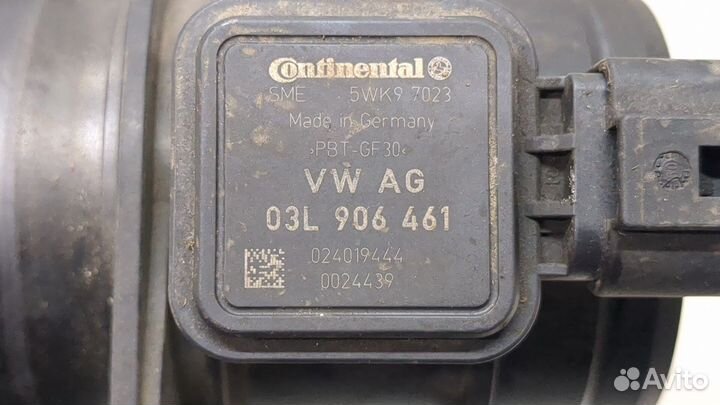 Continental
SME 5WK9 7023
Made in Germany
>PBT-GF30<
VW AG
03L 906 461
024019444
0024439
Avito